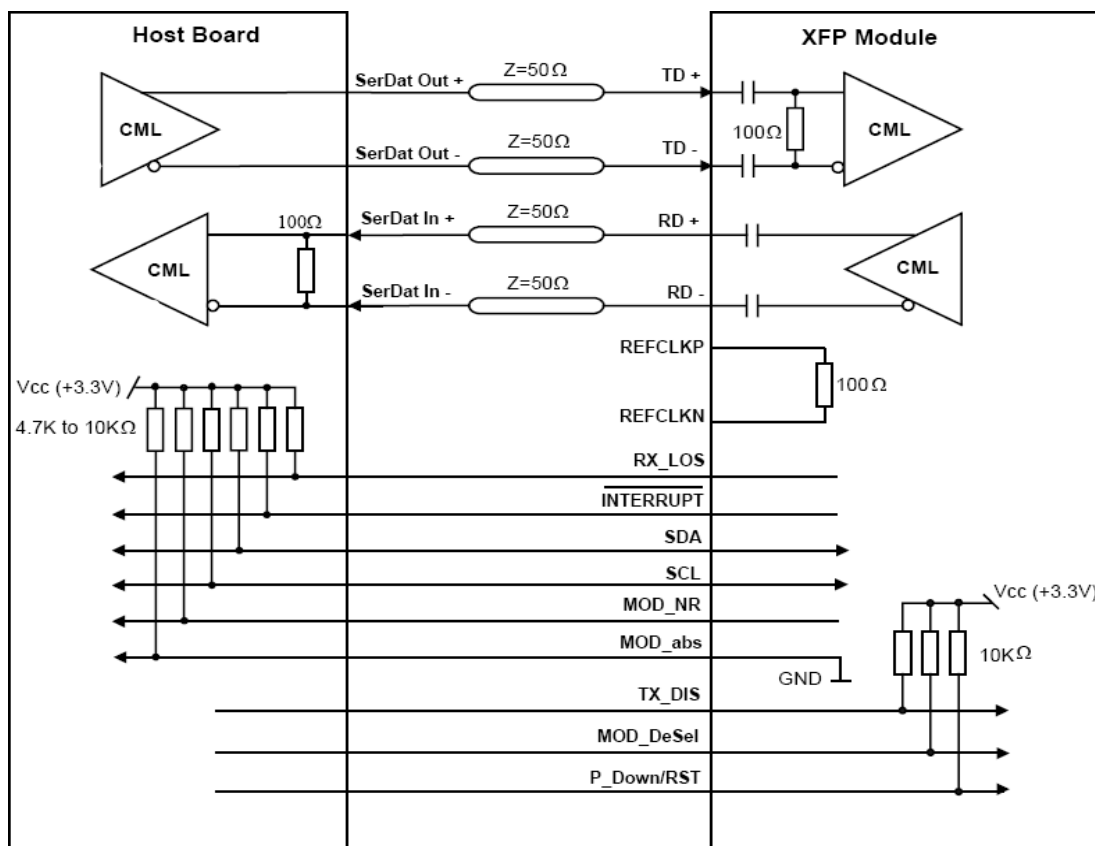 Host Board
XFP Module
SerDat Out +
Z=50Ω
TD +
CML
100Ω
CML
SerDat Out -
Z=50Ω
TD -
SerDat In +
Z=50Ω
RD +
100Ω
CML
CML
SerDat In -
Z=50Ω
RD -
REFCLKP
100Ω
REFCLKN
Vcc (+3.3V)
4.7K to 10KΩ
RX_LOS
INTERRUPT
SDA
SCL
MOD_NR
Vcc (+3.3V)
MOD_abs
10KΩ
GND
TX_DIS
MOD_DeSel
P_Down/RST